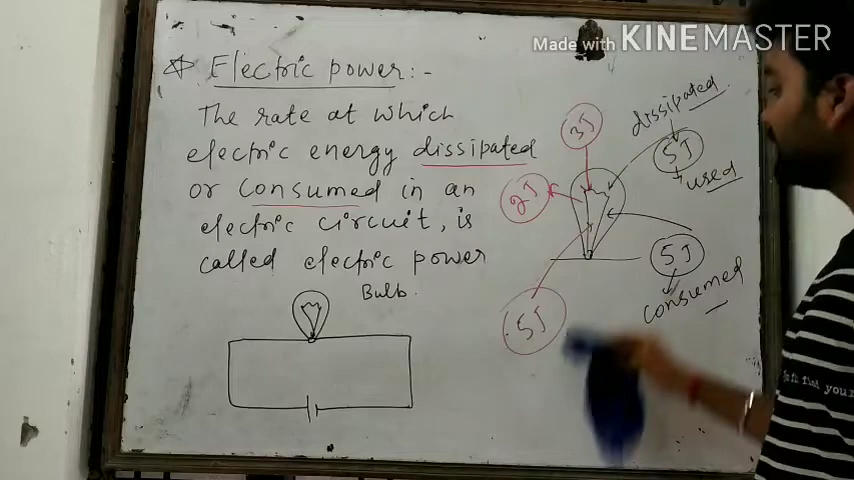 Made with KINEMASTER
☆ Electric power:-
The rate at which
electric energy dissipated
or consumed in an
electric circuit, is
called electric power
Bulb.
3J
2J
5J
dissipated
5J
used
5J
consumed